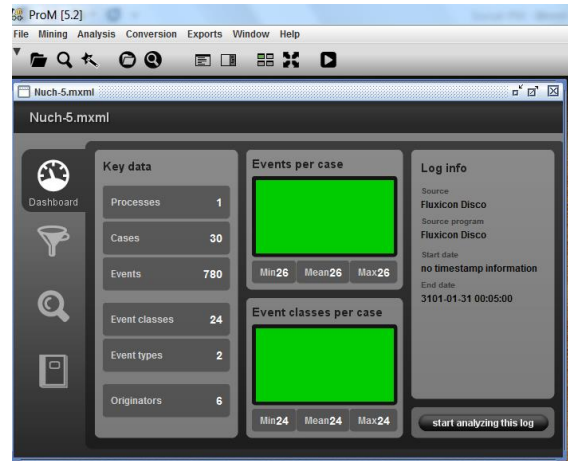 ProM [5.2]
File Mining Analysis Conversion Exports Window Help
Nuch-5.mxml
Nuch-5.mxml
Dashboard
Key data
Processes 1
Cases 30
Events 780
Event classes 24
Event types 2
Originators 6
Events per case
Min26 Mean26 Max26
Event classes per case
Min24 Mean24 Max24
Log info
Source
Fluxicon Disco
Source program
Fluxicon Disco
Start date
no timestamp information
End date
3101-01-31 00:05:00
start analyzing this log